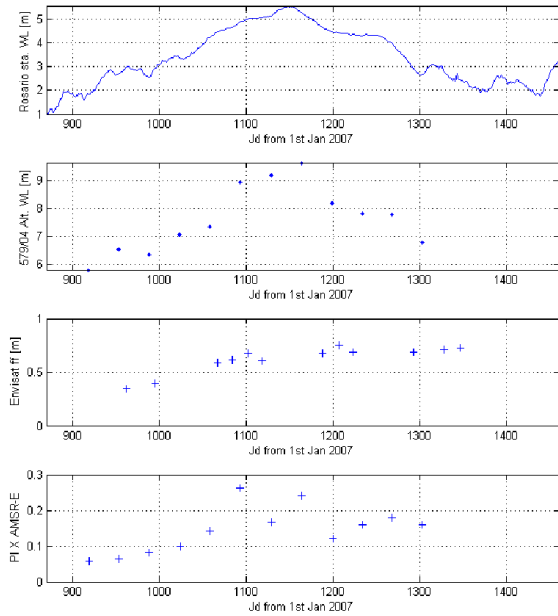 Rosario sta. WL [m]
5
4
3
2
1
900 1000 1100 1200 1300 1400
Jd from 1st Jan 2007
579/04 Alt. WL [m]
9
8
7
6
900 1000 1100 1200 1300 1400
Jd from 1st Jan 2007
Envisat ff [m]
1
0.5
0
900 1000 1100 1200 1300 1400
Jd from 1st Jan 2007
PI X AMSR-E
0.3
0.2
0.1
0
900 1000 1100 1200 1300 1400
Jd from 1st Jan 2007